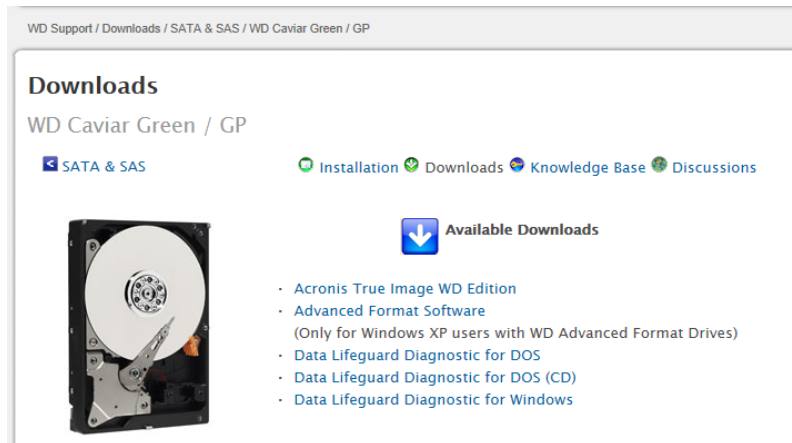 WD Support / Downloads / SATA & SAS / WD Caviar Green / GP
Downloads
WD Caviar Green / GP
SATA & SAS
Installation Downloads Knowledge Base Discussions
Available Downloads
· Acronis True Image WD Edition
· Advanced Format Software
(Only for Windows XP users with WD Advanced Format Drives)
· Data Lifeguard Diagnostic for DOS
· Data Lifeguard Diagnostic for DOS (CD)
· Data Lifeguard Diagnostic for Windows